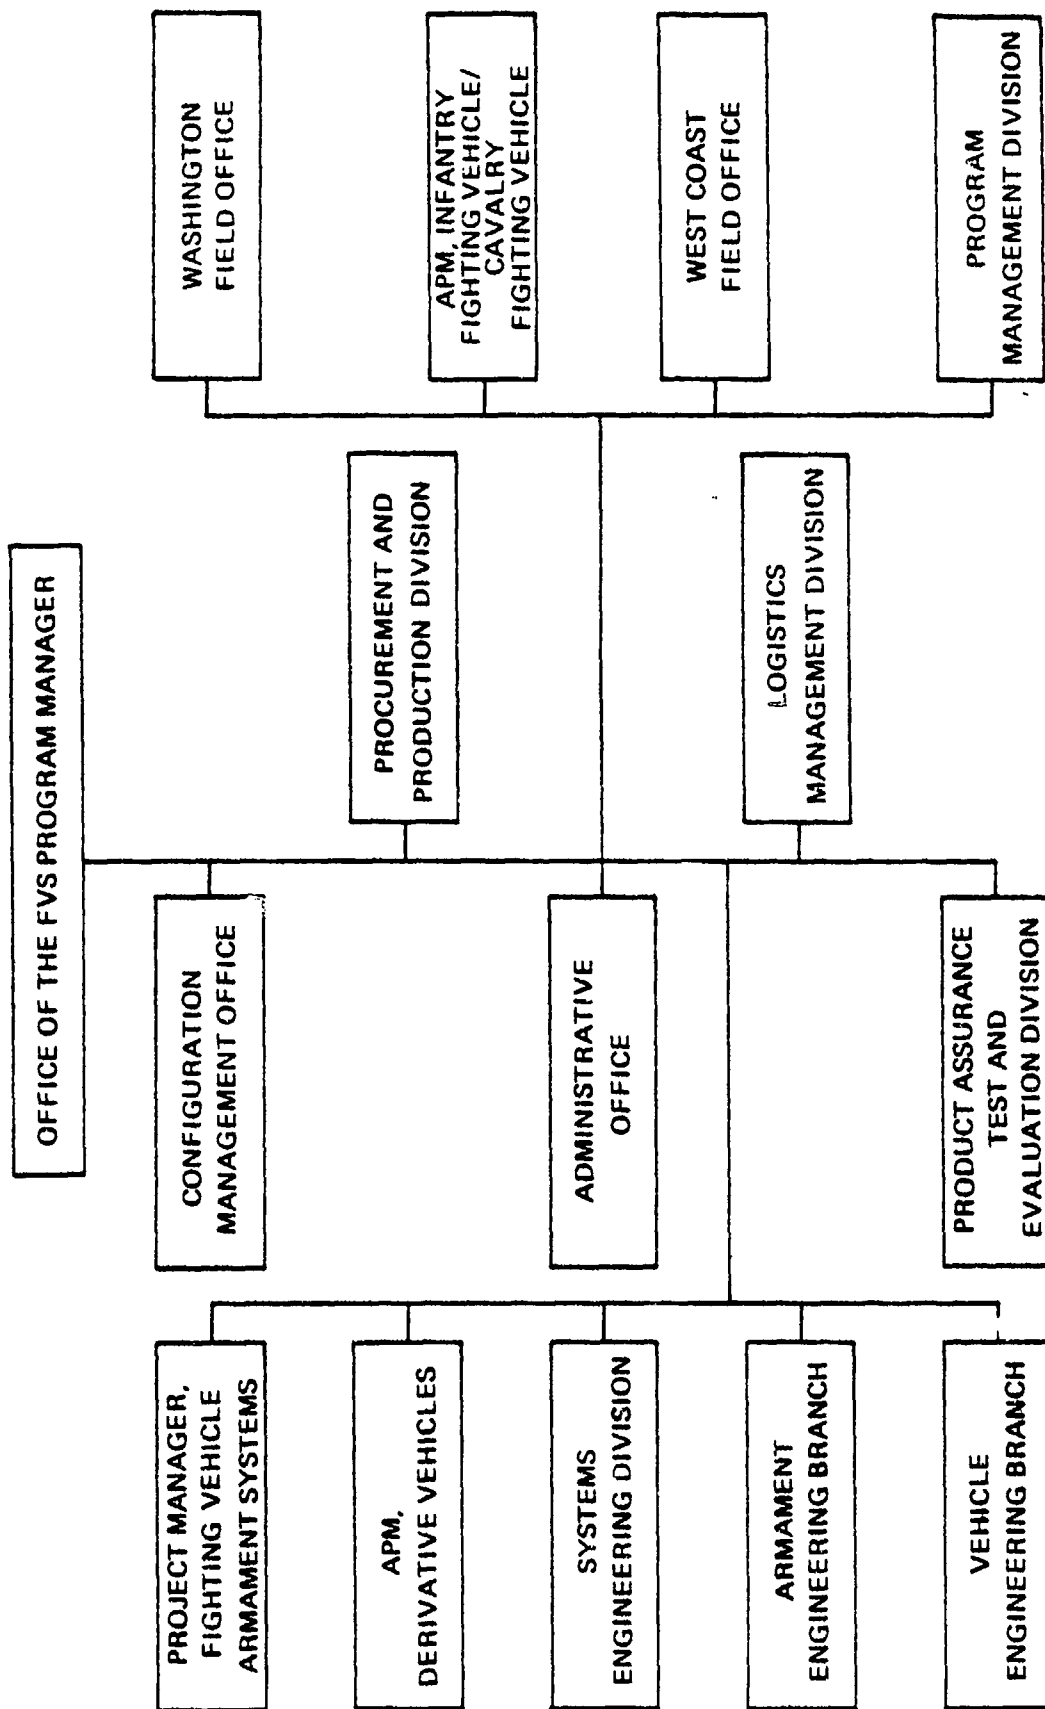 OFFICE OF THE FVS PROGRAM MANAGER
PROJECT MANAGER,
FIGHTING VEHICLE
ARMAMENT SYSTEMS
APM,
DERIVATIVE VEHICLES
SYSTEMS
ENGINEERING DIVISION
ARMAMENT
ENGINEERING BRANCH
VEHICLE
ENGINEERING BRANCH
CONFIGURATION
MANAGEMENT OFFICE
ADMINISTRATIVE
OFFICE
PRODUCT ASSURANCE
TEST AND
EVALUATION DIVISION
PROCUREMENT AND
PRODUCTION DIVISION
LOGISTICS
MANAGEMENT DIVISION
WASHINGTON
FIELD OFFICE
APM, INFANTRY
FIGHTING VEHICLE/
CAVALRY
FIGHTING VEHICLE
WEST COAST
FIELD OFFICE
PROGRAM
MANAGEMENT DIVISION